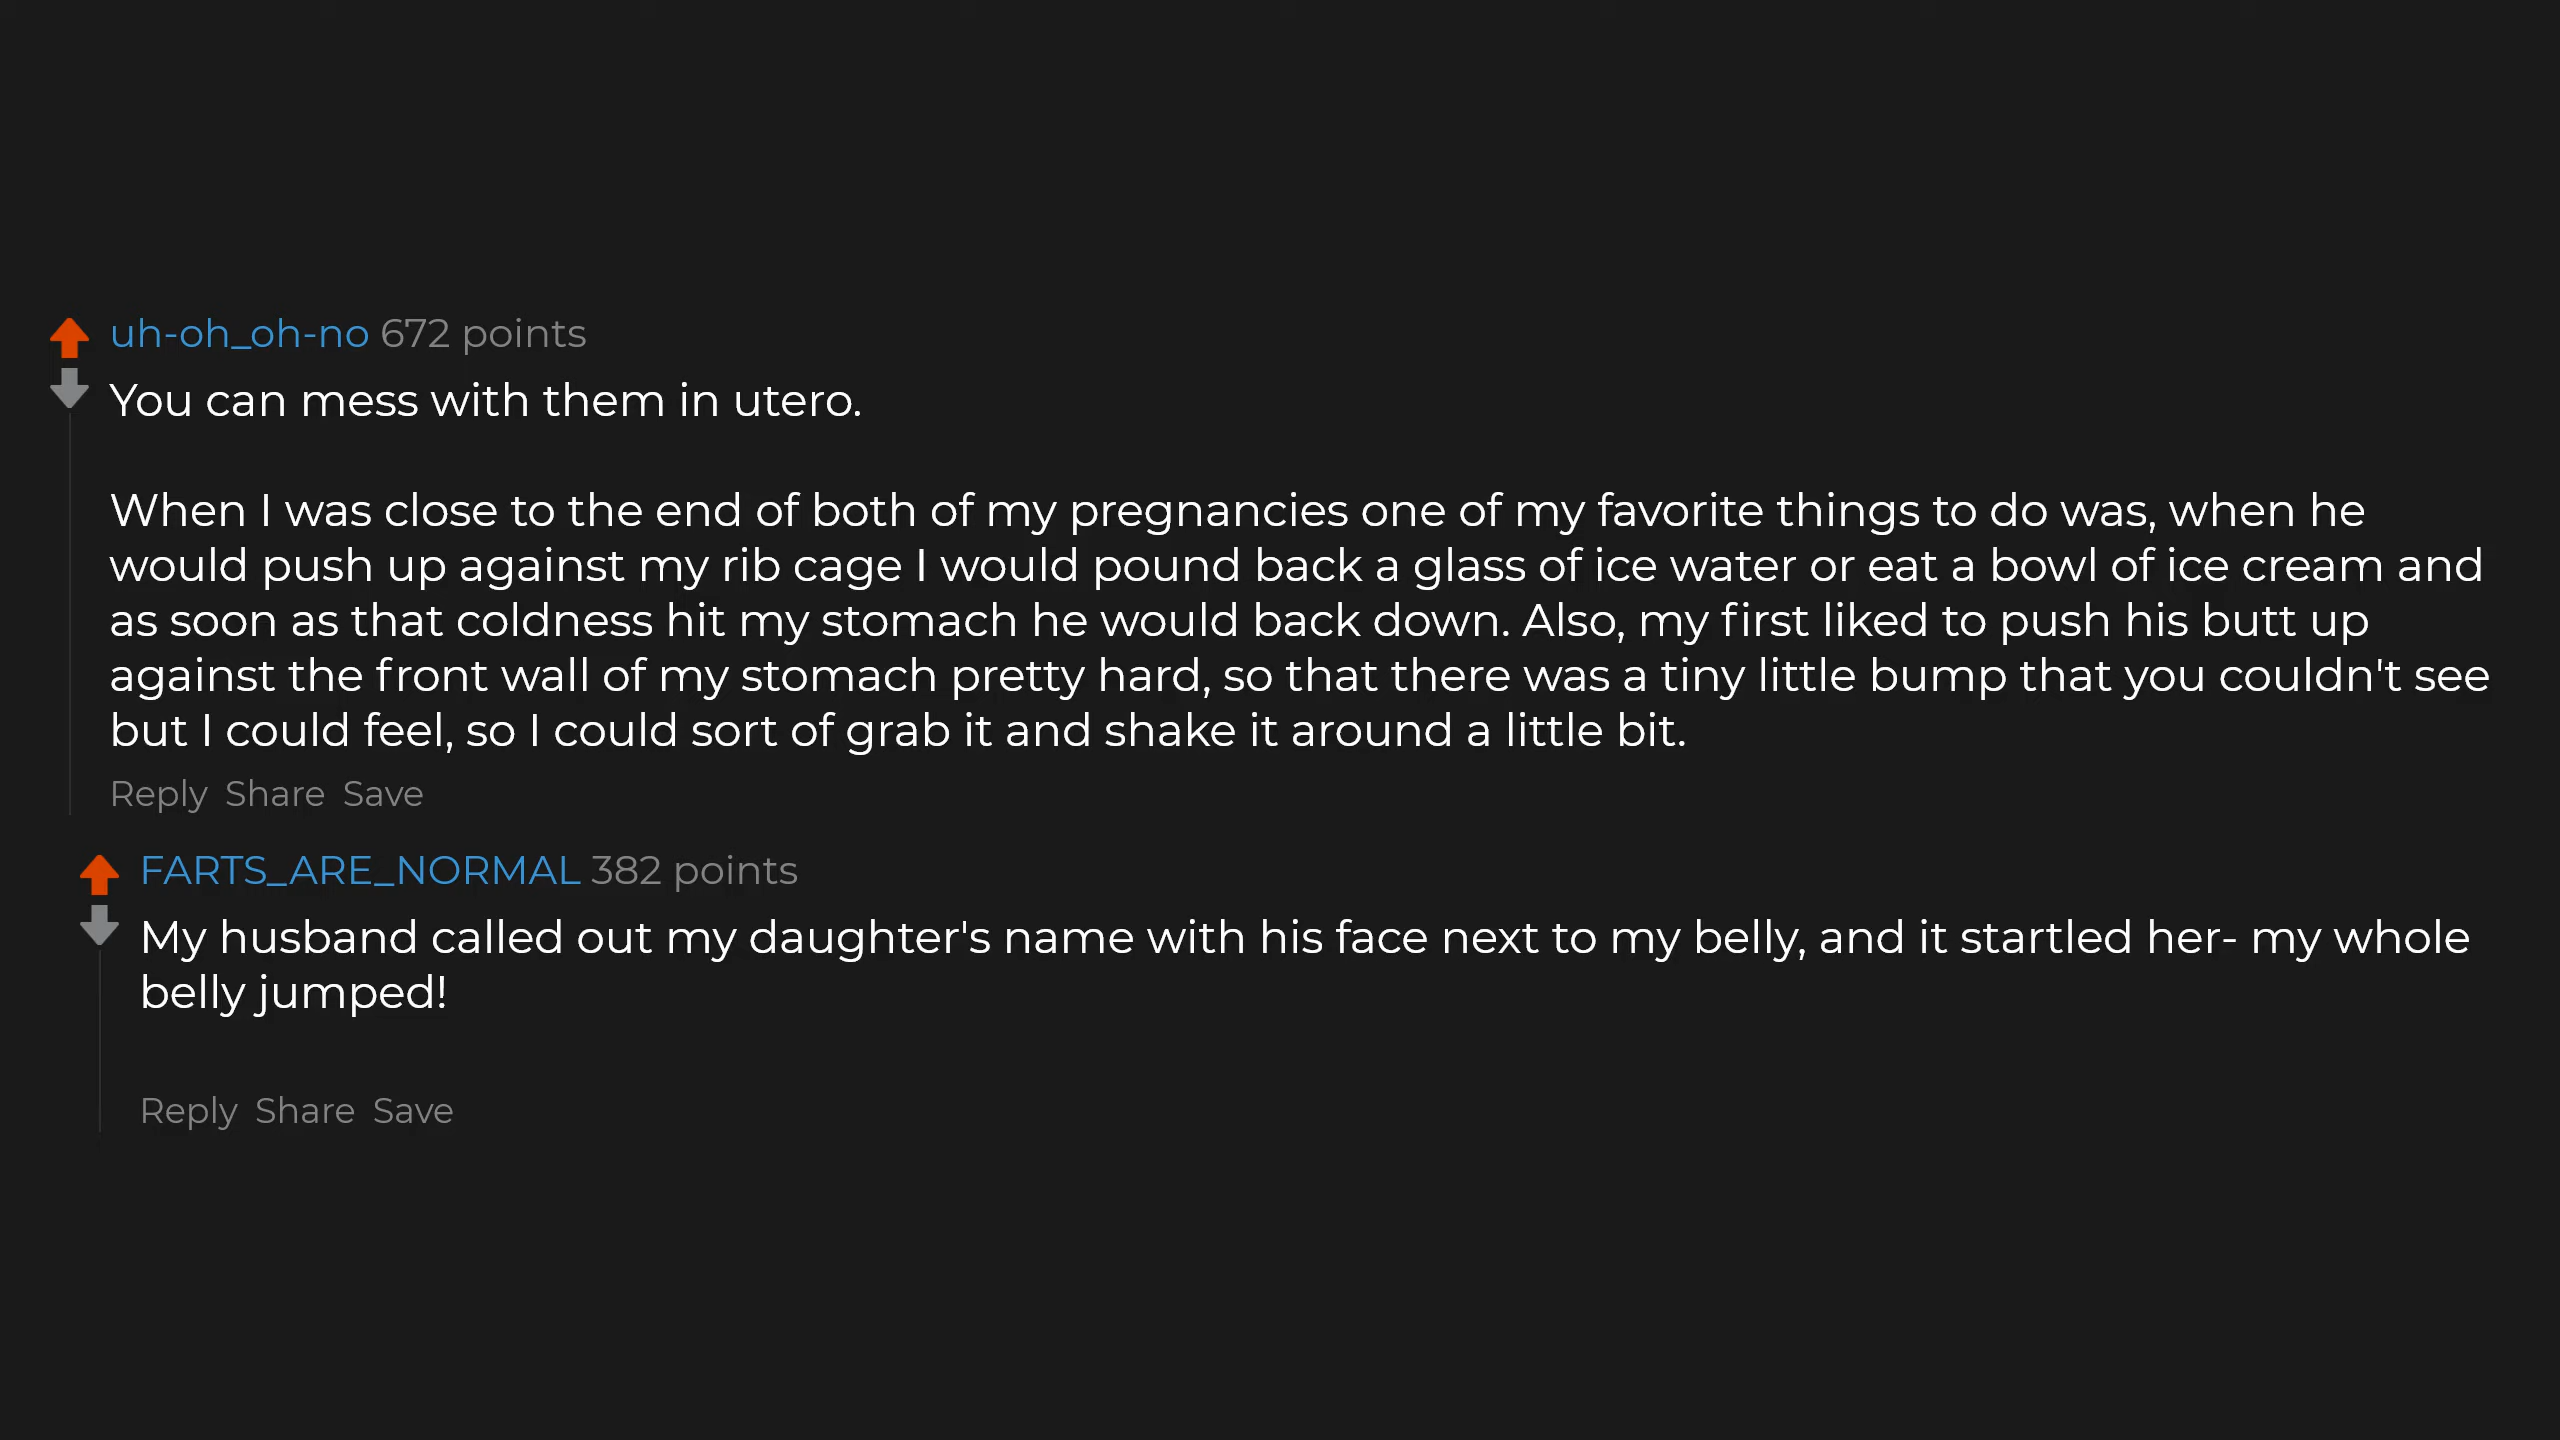 uh-oh_oh-no 672 points
You can mess with them in utero.
When I was close to the end of both of my pregnancies one of my favorite things to do was, when he
would push up against my rib cage I would pound back a glass of ice water or eat a bowl of ice cream and
as soon as that coldness hit my stomach he would back down. Also, my first liked to push his butt up
against the front wall of my stomach pretty hard, so that there was a tiny little bump that you couldn't see
but I could feel, so I could sort of grab it and shake it around a little bit.
Reply Share Save
FARTS_ARE_NORMAL 382 points
My husband called out my daughter's name with his face next to my belly, and it startled her- my whole
belly jumped!
Reply Share Save